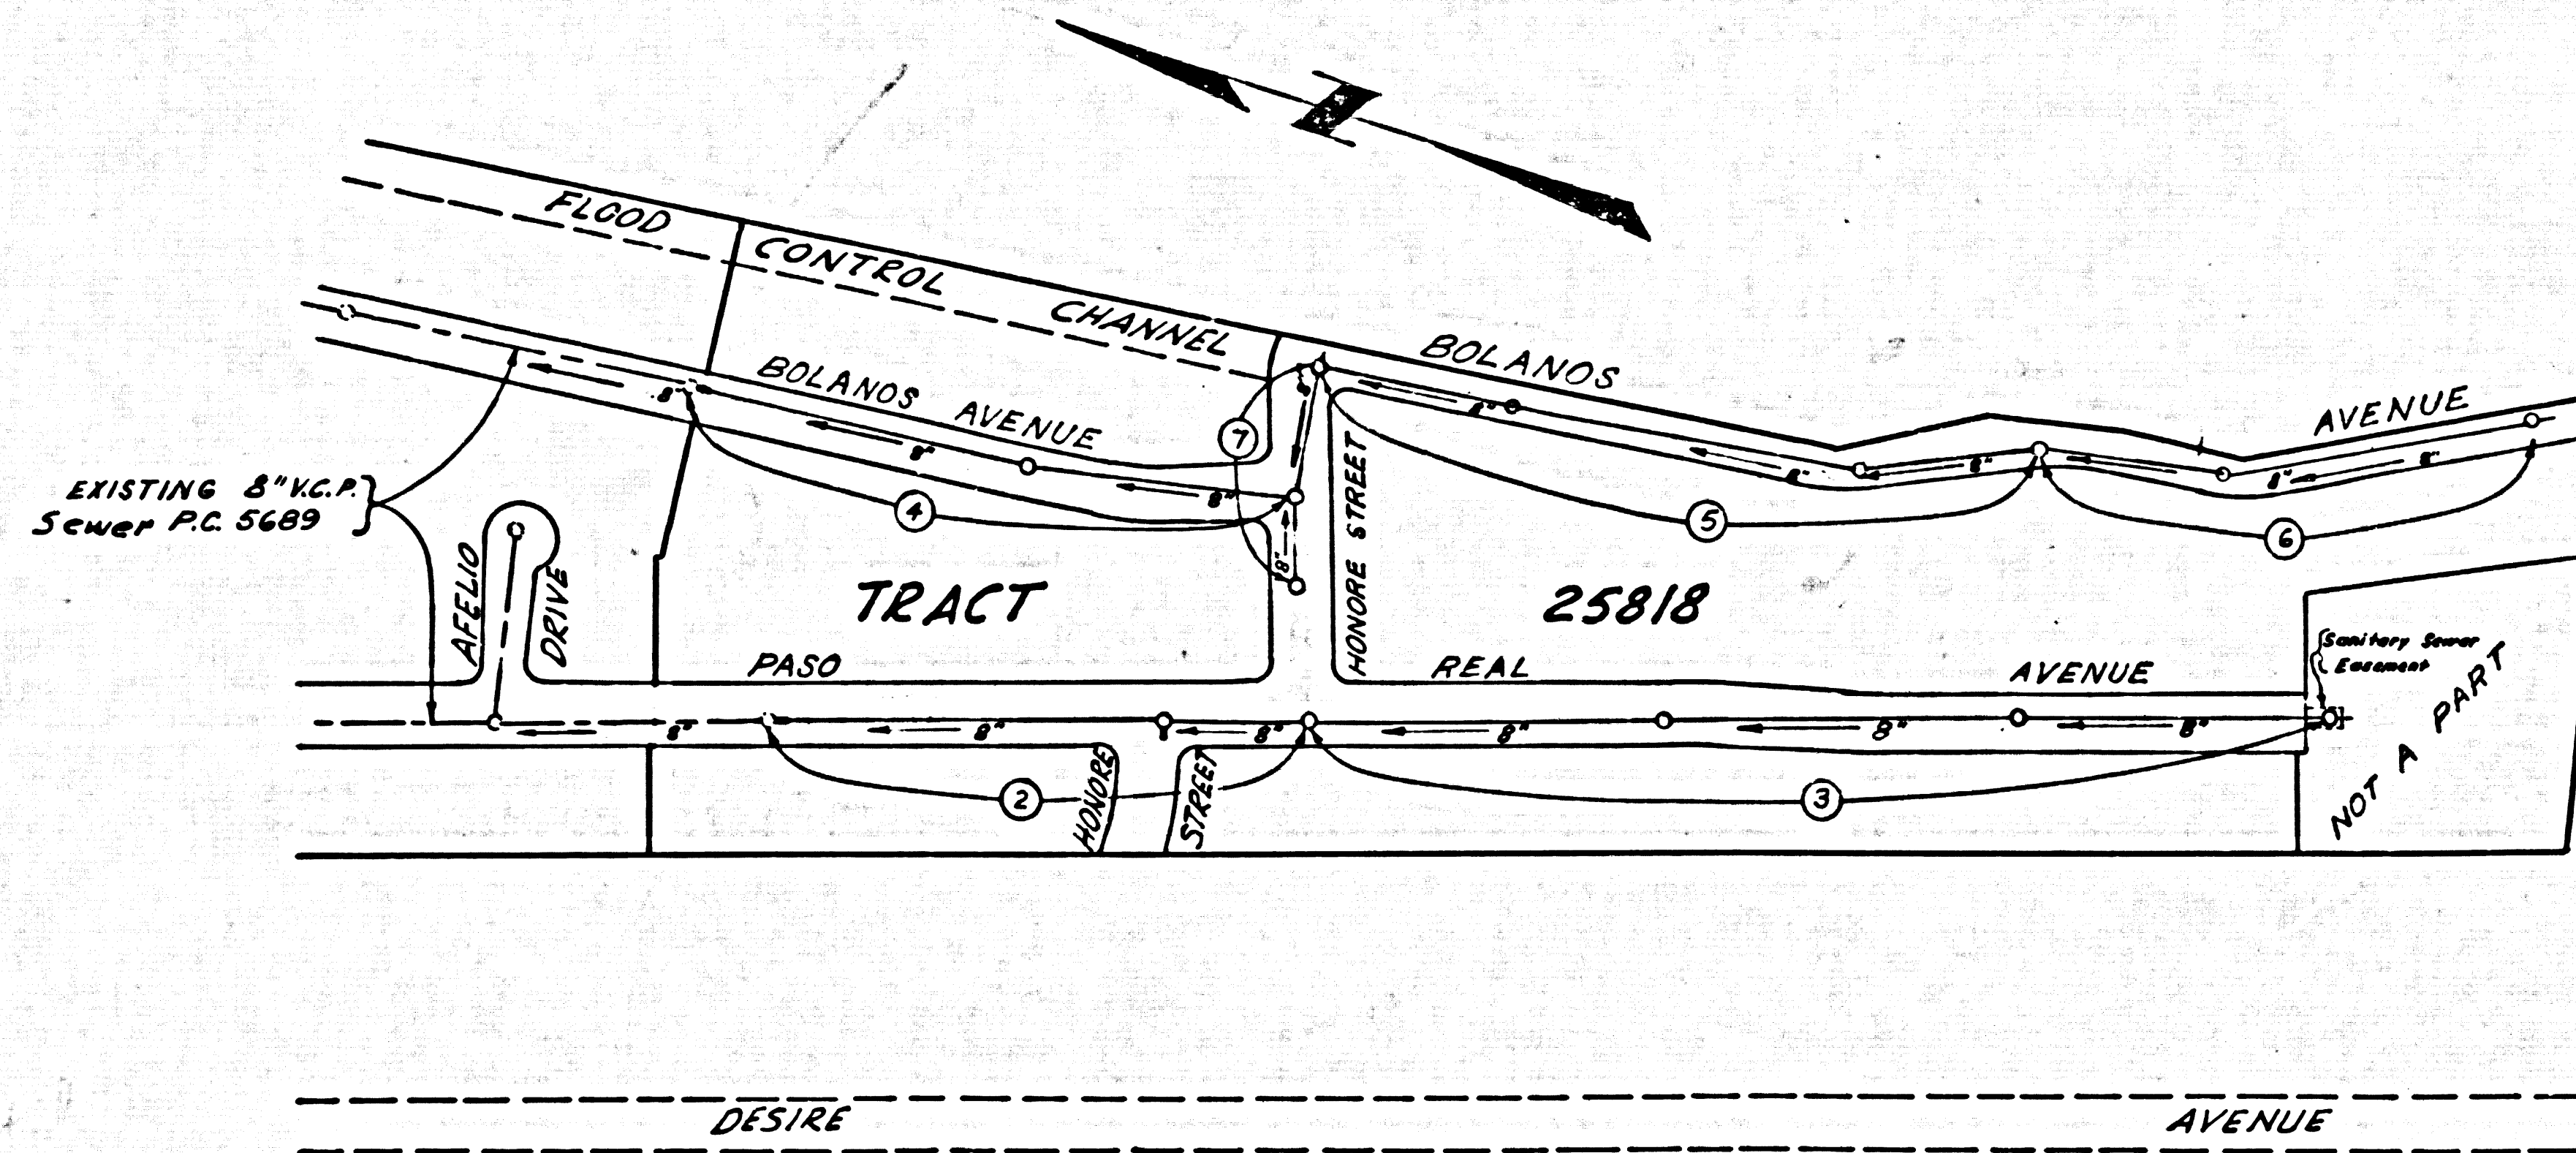 N
FLOOD CONTROL CHANNEL
BOLANOS AVENUE
BOLANOS AVENUE
8"
8"
8"
8"
8"
8"
8"
8"
8"
8"
7
4
5
6
EXISTING 8" V.C.P.
Sewer P.C. 5689
AFELIO DRIVE
HONORE STREET
TRACT 25818
PASO REAL AVENUE
Sanitary Sewer
Easement
NOT A PART
8"
8"
8"
8"
8"
8"
8"
2
3
HONORE STREET
DESIRE AVENUE